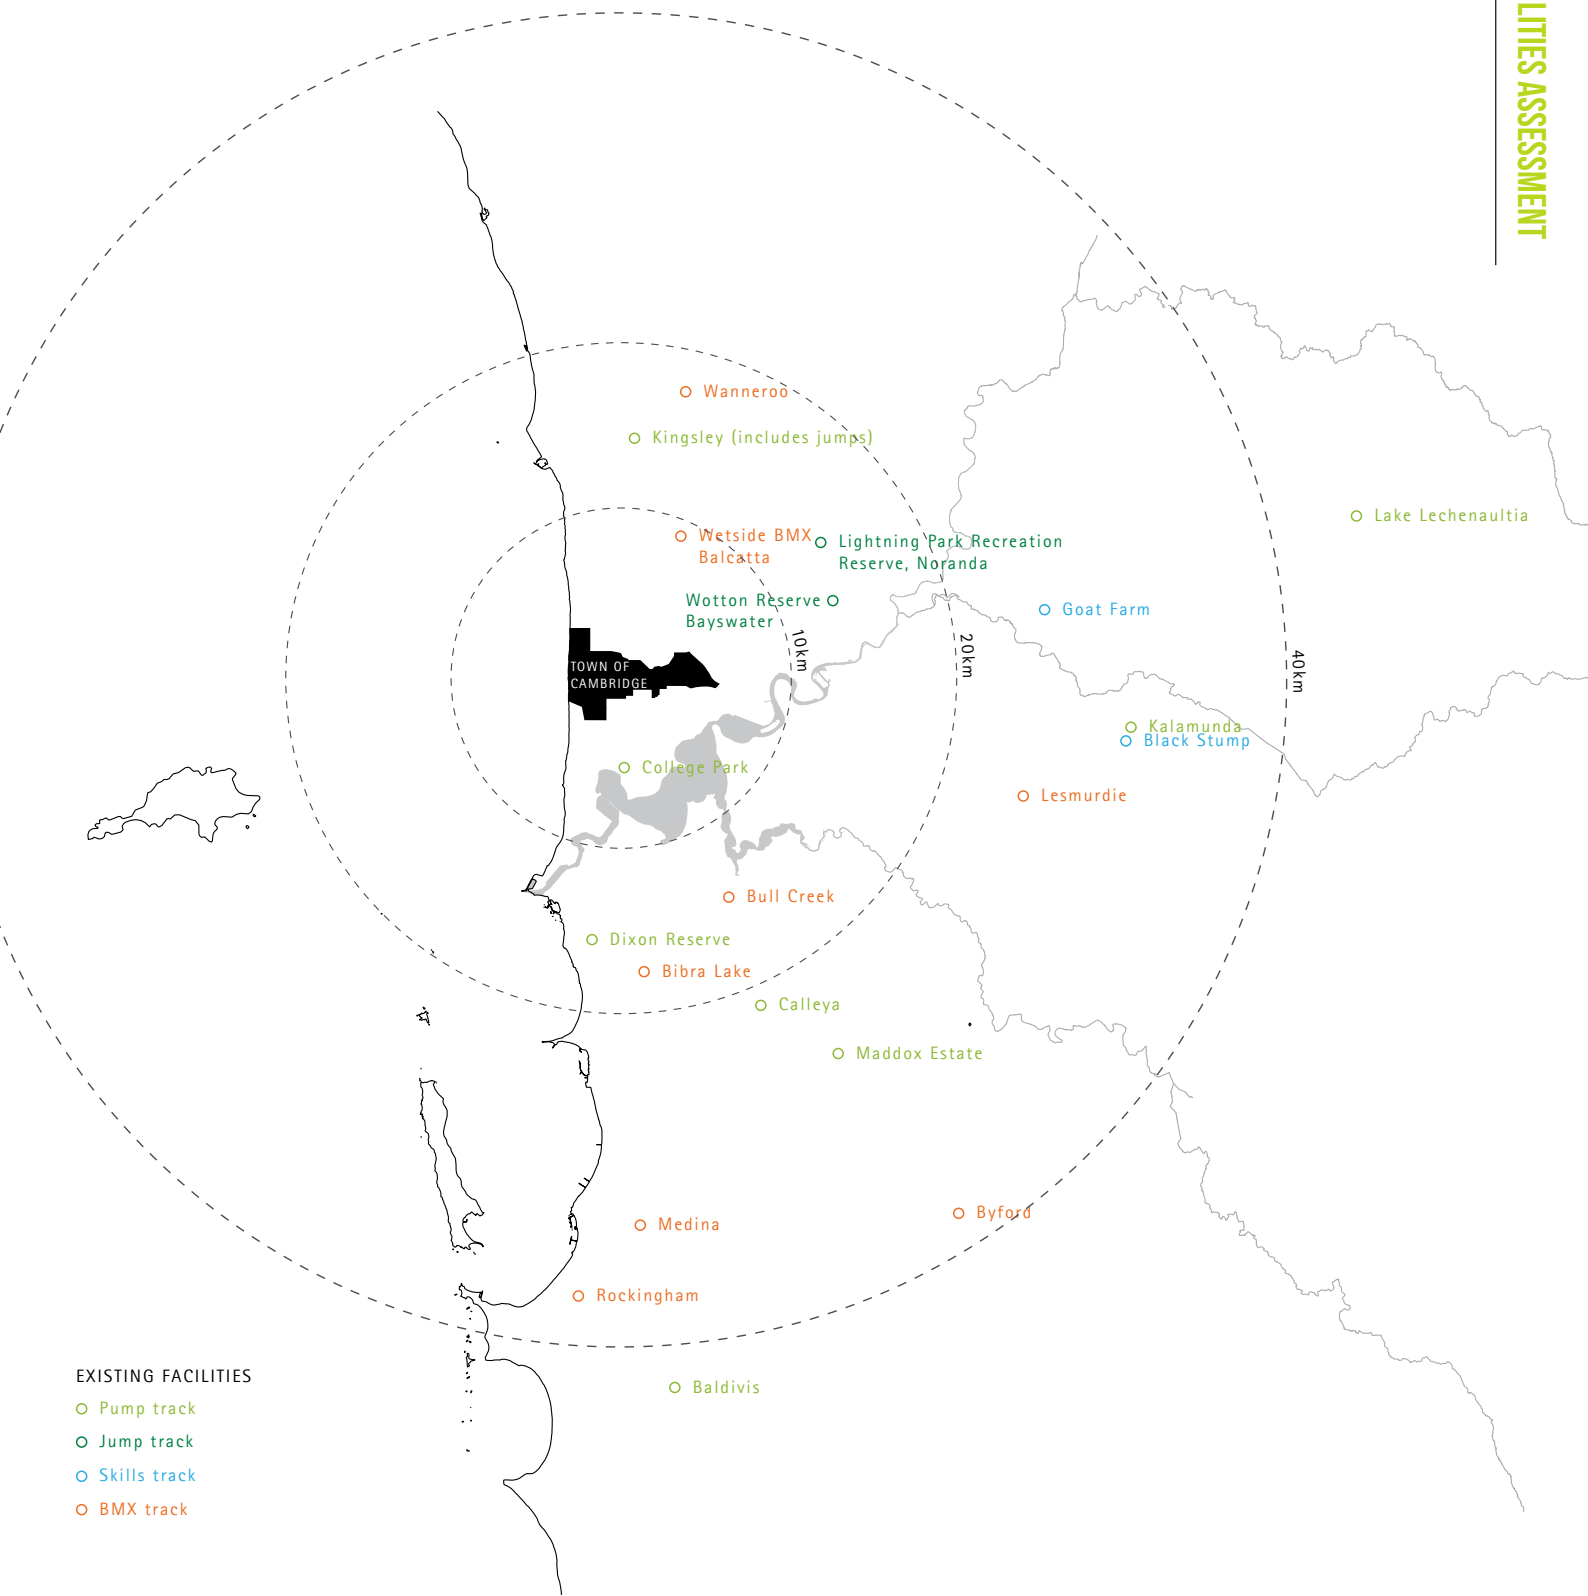 LITIES ASSESSMENT
Wanneroo
Kingsley (includes jumps)
Lake Lechenaultia
Wetside BMX
Balcatta
Lightning Park Recreation
Reserve, Noranda
Wotton Reserve
Bayswater
Goat Farm
10km
20km
40km
TOWN OF
CAMBRIDGE
Kalamunda
Black Stump
College Park
Lesmurdie
Bull Creek
Dixon Reserve
Bibra Lake
Calleya
Maddox Estate
Medina
Byford
Rockingham
Baldivis
EXISTING FACILITIES
Pump track
Jump track
Skills track
BMX track